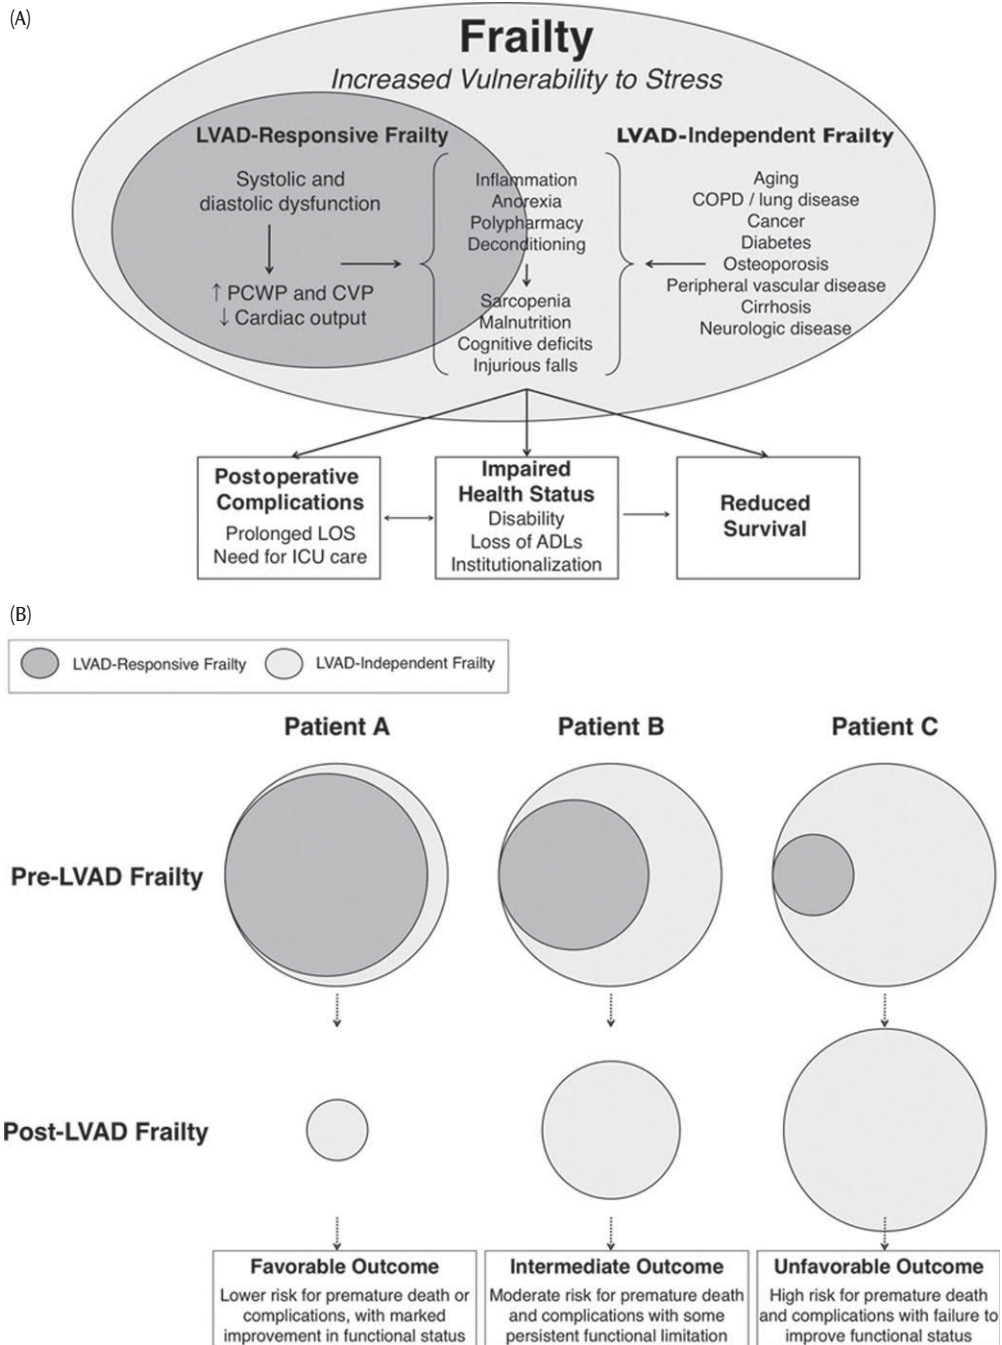 (A)
Frailty
Increased Vulnerability to Stress
LVAD-Responsive Frailty
Systolic and
diastolic dysfunction
↑ PCWP and CVP
↓ Cardiac output
Inflammation
Anorexia
Polypharmacy
Deconditioning
Sarcopenia
Malnutrition
Cognitive deficits
Injurious falls
LVAD-Independent Frailty
Aging
COPD / lung disease
Cancer
Diabetes
Osteoporosis
Peripheral vascular disease
Cirrhosis
Neurologic disease
Postoperative
Complications
Prolonged LOS
Need for ICU care
Impaired
Health Status
Disability
Loss of ADLs
Institutionalization
Reduced
Survival
(B)
LVAD-Responsive Frailty
LVAD-Independent Frailty
Patient A
Patient B
Patient C
Pre-LVAD Frailty
Post-LVAD Frailty
Favorable Outcome
Lower risk for premature death or
complications, with marked
improvement in functional status
Intermediate Outcome
Moderate risk for premature death
and complications with some
persistent functional limitation
Unfavorable Outcome
High risk for premature death
and complications with failure to
improve functional status